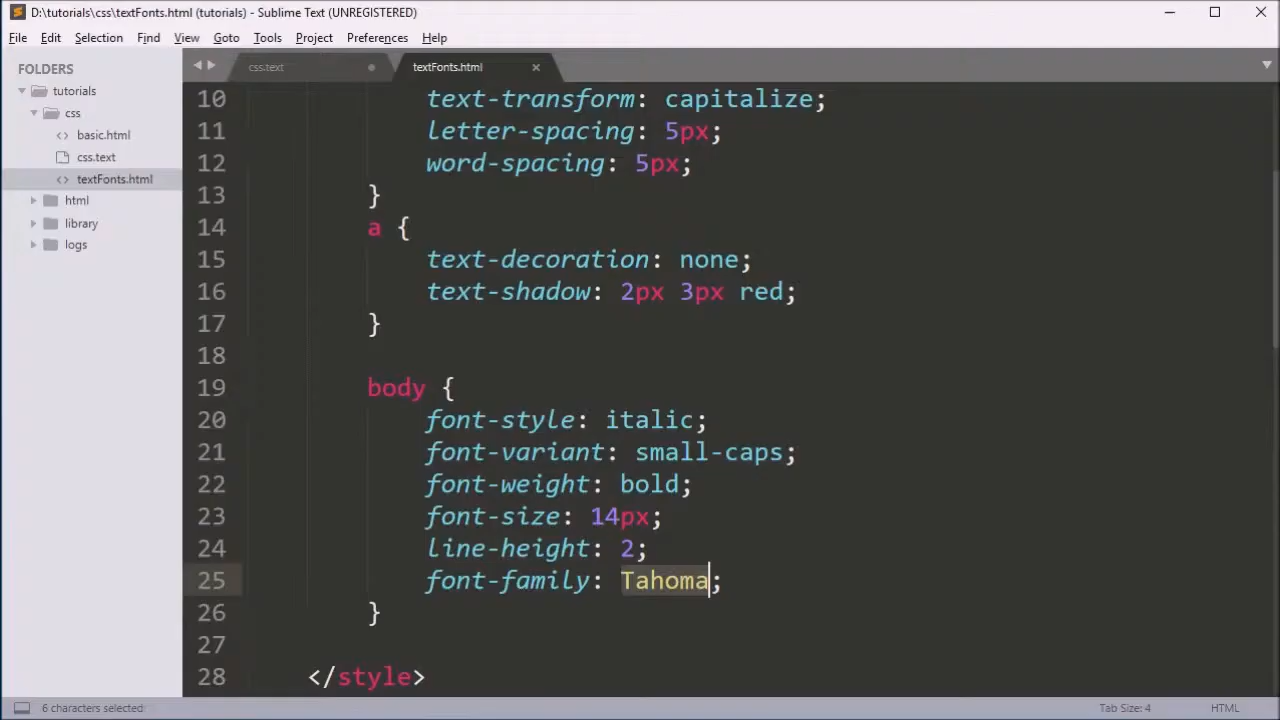 D:\tutorials\css\textFonts.html (tutorials) - Sublime Text (UNREGISTERED)
File Edit Selection Find View Goto Tools Project Preferences Help
FOLDERS
tutorials
css
basic.html
css.text
textFonts.html
html
library
logs
css.text textFonts.html
10 text-transform: capitalize;
11 letter-spacing: 5px;
12 word-spacing: 5px;
13 }
14 a {
15 text-decoration: none;
16 text-shadow: 2px 3px red;
17 }
18
19 body {
20 font-style: italic;
21 font-variant: small-caps;
22 font-weight: bold;
23 font-size: 14px;
24 line-height: 2;
25 font-family: Tahoma;
26 }
27
28 </style>
6 characters selected: Tab Size: 4 HTML